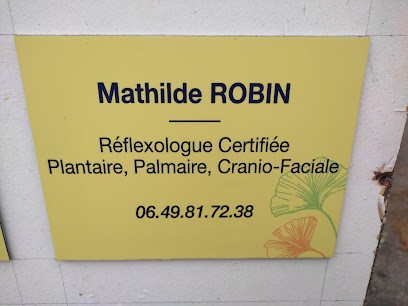 Mathilde ROBIN
Réflexologue Certifiée
Plantaire, Palmaire, Cranio-Faciale
06.49.81.72.38